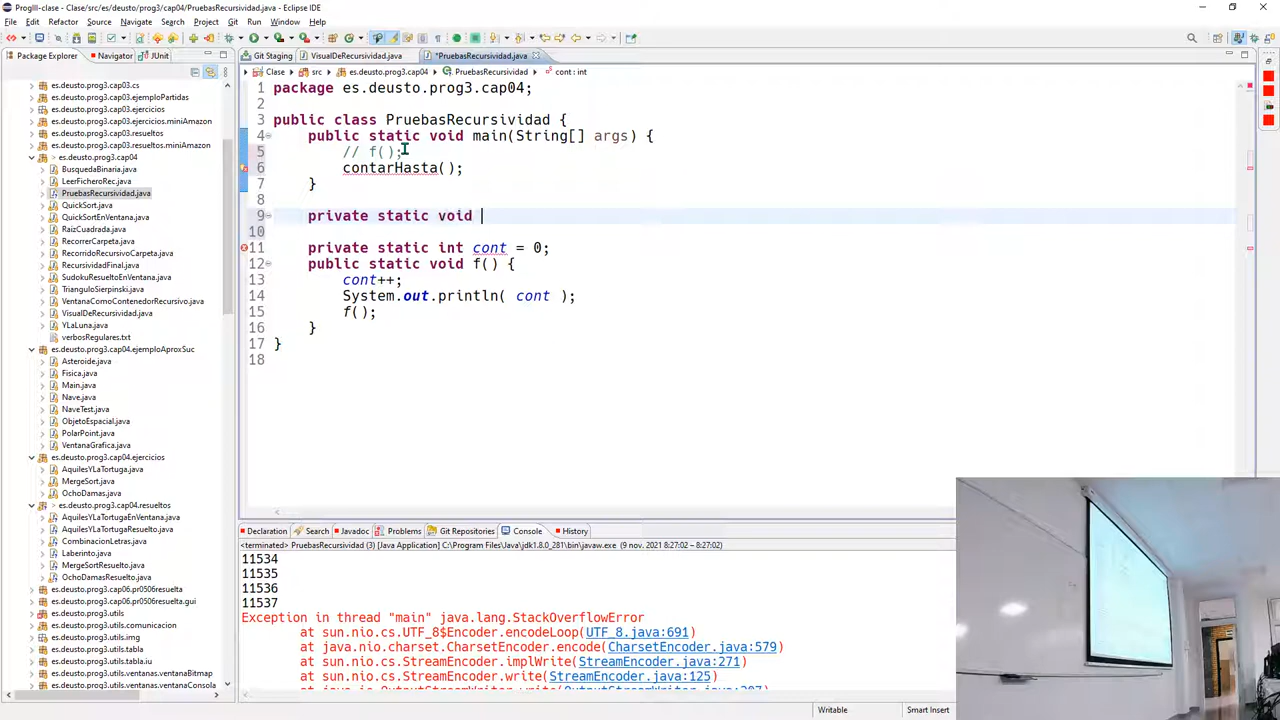 ProgIII-clase - Clase/src/es/deusto/prog3/cap04/PruebasRecursividad.java - Eclipse IDE
File Edit Refactor Source Navigate Search Project Git Run Window Help
Package Explorer Navigator JUnit
Git Staging VisualDeRecursividad.java *PruebasRecursividad.java
Clase src es.deusto.prog3.cap04 PruebasRecursividad cont : int
es.deusto.prog3.cap03.cs
es.deusto.prog3.cap03.ejemploPartidas
es.deusto.prog3.cap03.ejercicios
es.deusto.prog3.cap03.ejercicios.miniAmazon
es.deusto.prog3.cap03.resueltos
es.deusto.prog3.cap03.resueltos.miniAmazon
> es.deusto.prog3.cap04
BusquedaBinaria.java
LeerFicheroRec.java
PruebasRecursividad.java
QuickSort.java
QuickSortEnVentana.java
RaizCuadrada.java
RecorrerCarpeta.java
RecorridoRecursivoCarpeta.java
RecursividadFinal.java
SudokuResueltoEnVentana.java
TrianguloSierpinski.java
VentanaComoContenedorRecursivo.java
VisualDeRecursividad.java
YLaLuna.java
verbosRegulares.txt
es.deusto.prog3.cap04.ejemploAproxSuc
Asteroide.java
Fisica.java
Main.java
Nave.java
NaveTest.java
ObjetoEspacial.java
PolarPoint.java
VentanaGrafica.java
es.deusto.prog3.cap04.ejercicios
AquilesYLaTortuga.java
MergeSort.java
OchoDamas.java
> es.deusto.prog3.cap04.resueltos
AquilesYLaTortugaEnVentana.java
AquilesYLaTortugaResuelto.java
CombinacionLetras.java
Laberinto.java
MergeSortResuelto.java
OchoDamasResuelto.java
es.deusto.prog3.cap06.pr0506resuelta
es.deusto.prog3.cap06.pr0506resuelta.gui
es.deusto.prog3.utils
es.deusto.prog3.utils.comunicacion
es.deusto.prog3.utils.img
es.deusto.prog3.utils.tabla
es.deusto.prog3.utils.tabla.iu
es.deusto.prog3.utils.ventanas.ventanaBitmap
es.deusto.prog3.utils.ventanas.ventanaConsola
1 package es.deusto.prog3.cap04;
2
3 public class PruebasRecursividad {
4 public static void main(String[] args) {
5 // f();
6 contarHasta();
7 }
8
9 private static void
10
11 private static int cont = 0;
12 public static void f() {
13 cont++;
14 System.out.println( cont );
15 f();
16 }
17 }
18
Declaration Search Javadoc Problems Git Repositories Console History
<terminated> PruebasRecursividad (3) [Java Application] C:\Program Files\Java\jdk1.8.0_281\bin\javaw.exe (9 nov. 2021 8:27:02 – 8:27:02)
11534
11535
11536
11537
Exception in thread "main" java.lang.StackOverflowError
at sun.nio.cs.UTF_8$Encoder.encodeLoop(UTF_8.java:691)
at java.nio.charset.CharsetEncoder.encode(CharsetEncoder.java:579)
at sun.nio.cs.StreamEncoder.implWrite(StreamEncoder.java:271)
at sun.nio.cs.StreamEncoder.write(StreamEncoder.java:125)
at java.io.OutputStreamWriter.write(OutputStreamWriter.java:207)
Writable Smart Insert